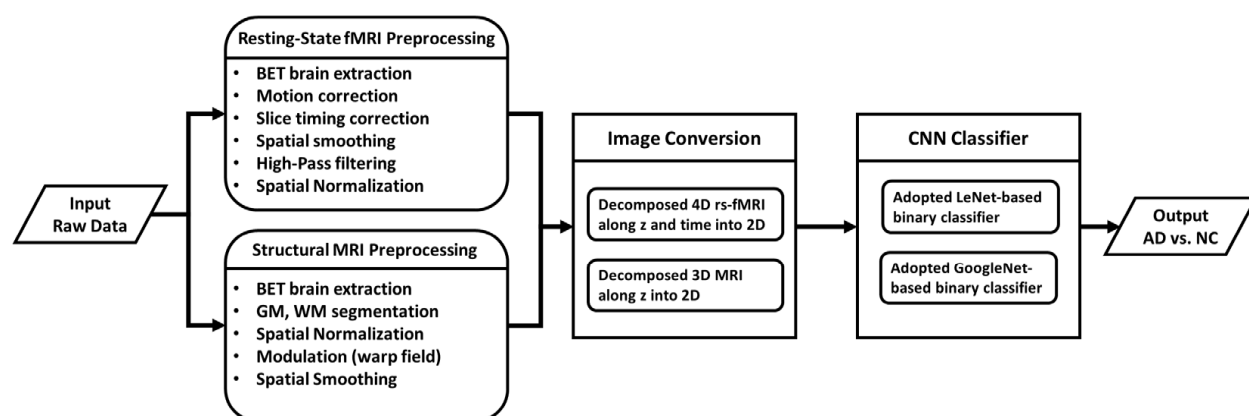 Input
Raw Data
Resting-State fMRI Preprocessing
• BET brain extraction
• Motion correction
• Slice timing correction
• Spatial smoothing
• High-Pass filtering
• Spatial Normalization
Structural MRI Preprocessing
• BET brain extraction
• GM, WM segmentation
• Spatial Normalization
• Modulation (warp field)
• Spatial Smoothing
Image Conversion
Decomposed 4D rs-fMRI
along z and time into 2D
Decomposed 3D MRI
along z into 2D
CNN Classifier
Adopted LeNet-based
binary classifier
Adopted GoogleNet-
based binary classifier
Output
AD vs. NC